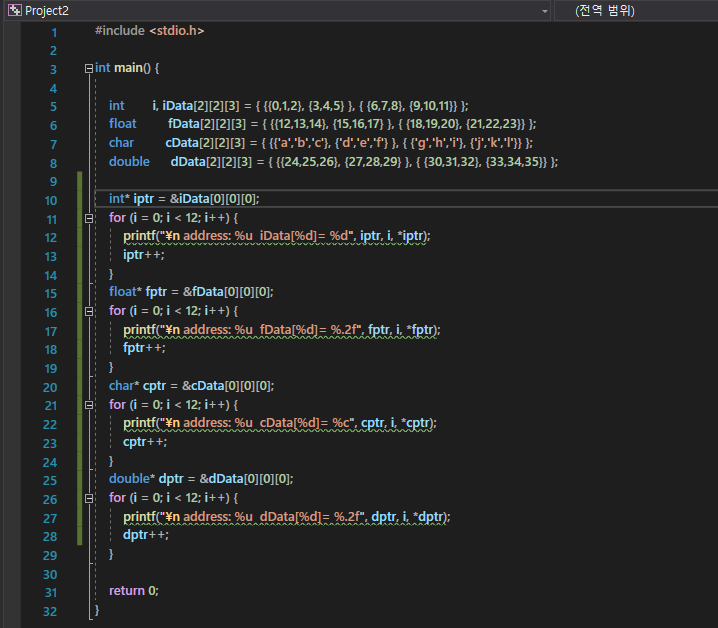 Project2
(전역 범위)
1 #include <stdio.h>
2
3 int main() {
4
5 int i, iData[2][2][3] = { {{0,1,2}, {3,4,5} }, { {6,7,8}, {9,10,11}} };
6 float fData[2][2][3] = { {{12,13,14}, {15,16,17} }, { {18,19,20}, {21,22,23}} };
7 char cData[2][2][3] = { {{'a','b','c'}, {'d','e','f'} }, { {'g','h','i'}, {'j','k','l'}} };
8 double dData[2][2][3] = { {{24,25,26}, {27,28,29} }, { {30,31,32}, {33,34,35}} };
9
10 int* iptr = &iData[0][0][0];
11 for (i = 0; i < 12; i++) {
12 printf("¥n address: %u iData[%d]= %d", iptr, i, *iptr);
13 iptr++;
14 }
15 float* fptr = &fData[0][0][0];
16 for (i = 0; i < 12; i++) {
17 printf("¥n address: %u fData[%d]= %.2f", fptr, i, *fptr);
18 fptr++;
19 }
20 char* cptr = &cData[0][0][0];
21 for (i = 0; i < 12; i++) {
22 printf("¥n address: %u cData[%d]= %c", cptr, i, *cptr);
23 cptr++;
24 }
25 double* dptr = &dData[0][0][0];
26 for (i = 0; i < 12; i++) {
27 printf("¥n address: %u dData[%d]= %.2f", dptr, i, *dptr);
28 dptr++;
29 }
30
31 return 0;
32 }